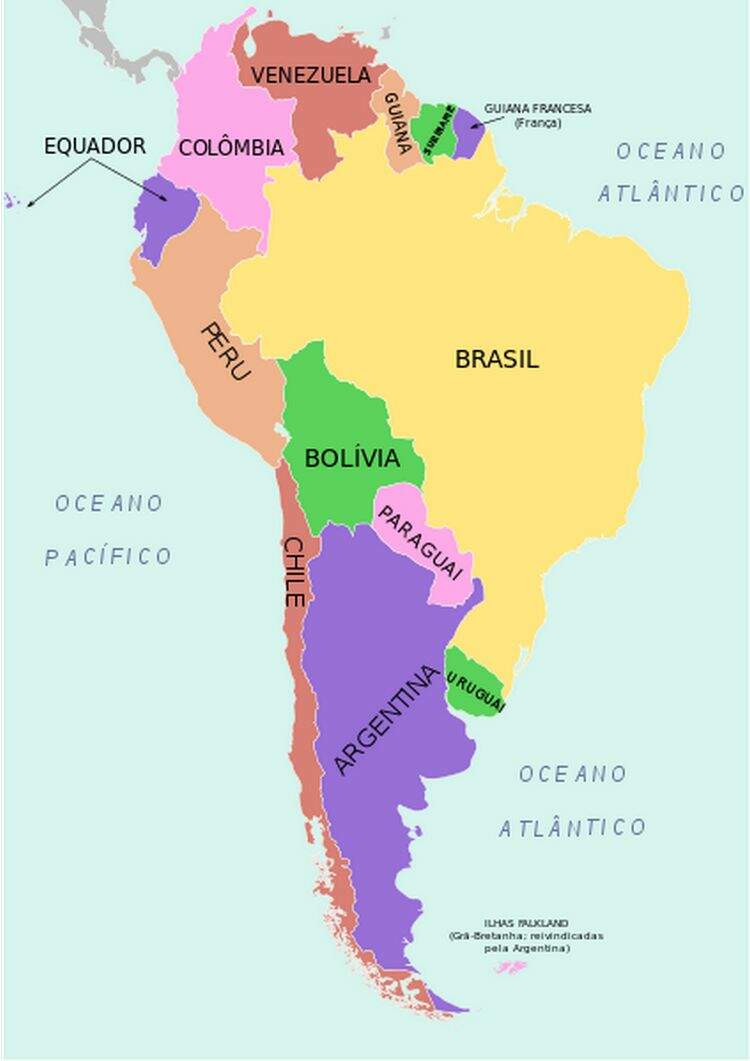 VENEZUELA
GUIANA
SURINAME
GUIANA FRANCESA
(França)
EQUADOR
COLÔMBIA
OCEANO
ATLÂNTICO
PERU
BRASIL
BOLÍVIA
OCEANO
PACÍFICO
PARAGUAI
CHILE
URUGUAI
ARGENTINA
OCEANO
ATLÂNTICO
ILHAS FALKLAND
(Grã-Bretanha; reivindicadas
pela Argentina)